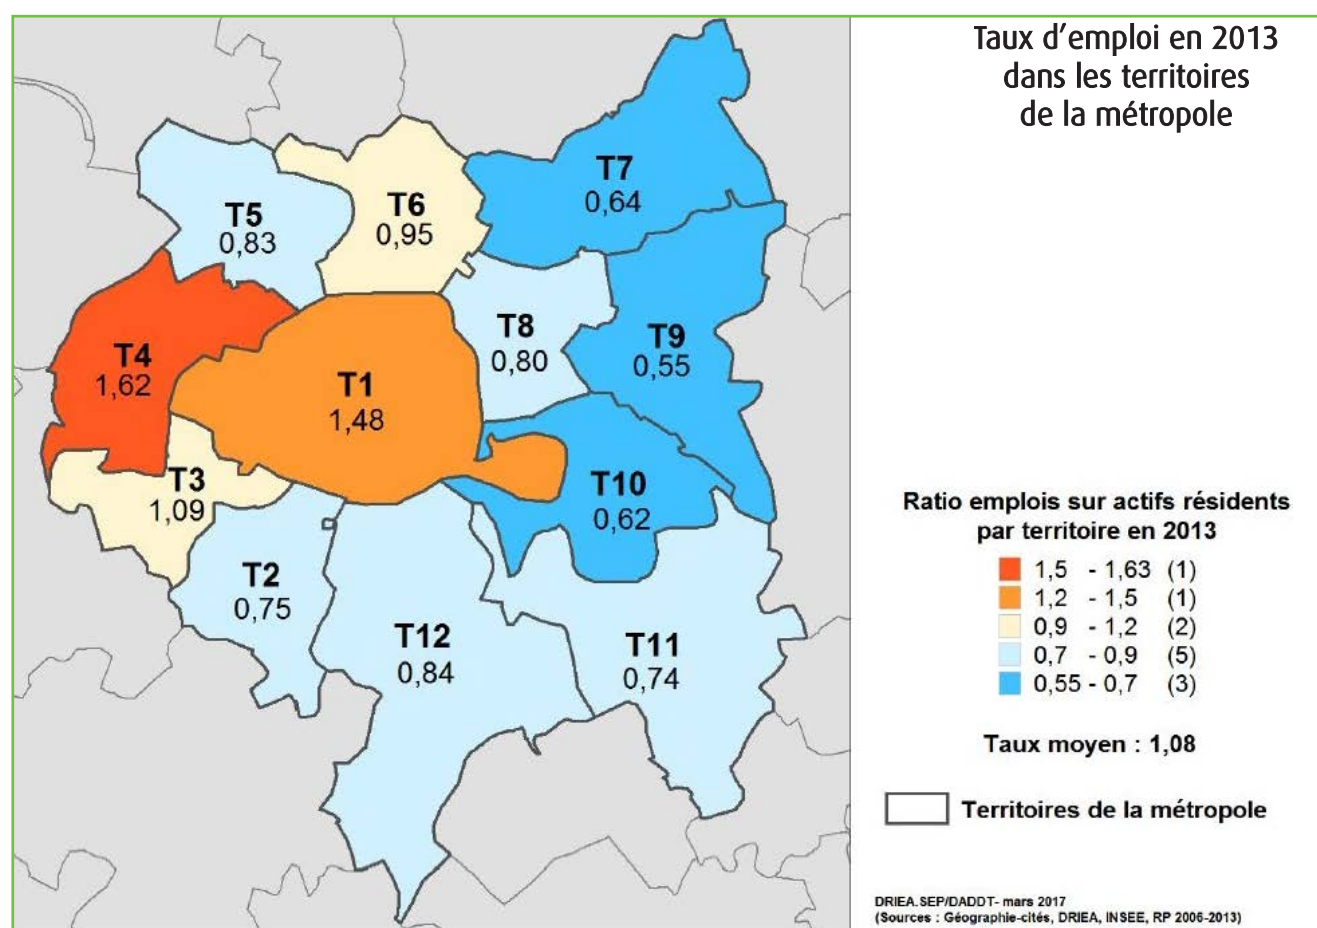 Taux d'emploi en 2013
dans les territoires
de la métropole
T7
0,64
T6
0,95
T5
0,83
T8
0,80
T9
0,55
T4
1,62
T1
1,48
T3
1,09
T10
0,62
T2
0,75
T12
0,84
T11
0,74
Ratio emplois sur actifs résidents
par territoire en 2013
1,5 - 1,63 (1)
1,2 - 1,5 (1)
0,9 - 1,2 (2)
0,7 - 0,9 (5)
0,55 - 0,7 (3)
Taux moyen : 1,08
Territoires de la métropole
DRIEA.SEP/DADDT- mars 2017
(Sources : Géographie-cités, DRIEA, INSEE, RP 2006-2013)